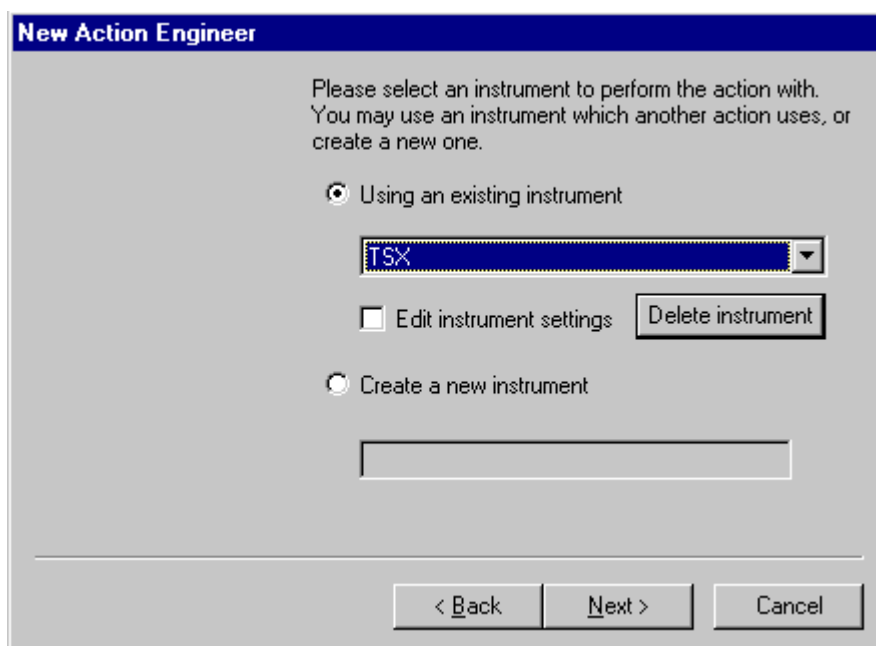 New Action Engineer
Please select an instrument to perform the action with.
You may use an instrument which another action uses, or
create a new one.
Using an existing instrument
TSX
Edit instrument settings
Delete instrument
Create a new instrument
< Back
Next >
Cancel